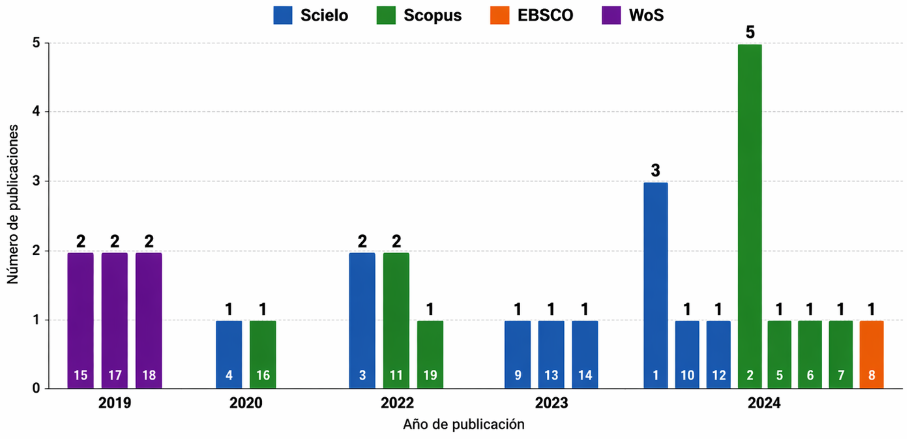 Scielo Scopus EBSCO WoS
Número de publicaciones
5
4
3
2
1
0
2 2 2 1 1 2 2 1 1 1 1 3 1 1 5 1 1 1 1
15 17 18 4 16 3 11 19 9 13 14 1 10 12 2 5 6 7 8
2019 2020 2022 2023 2024
Año de publicación